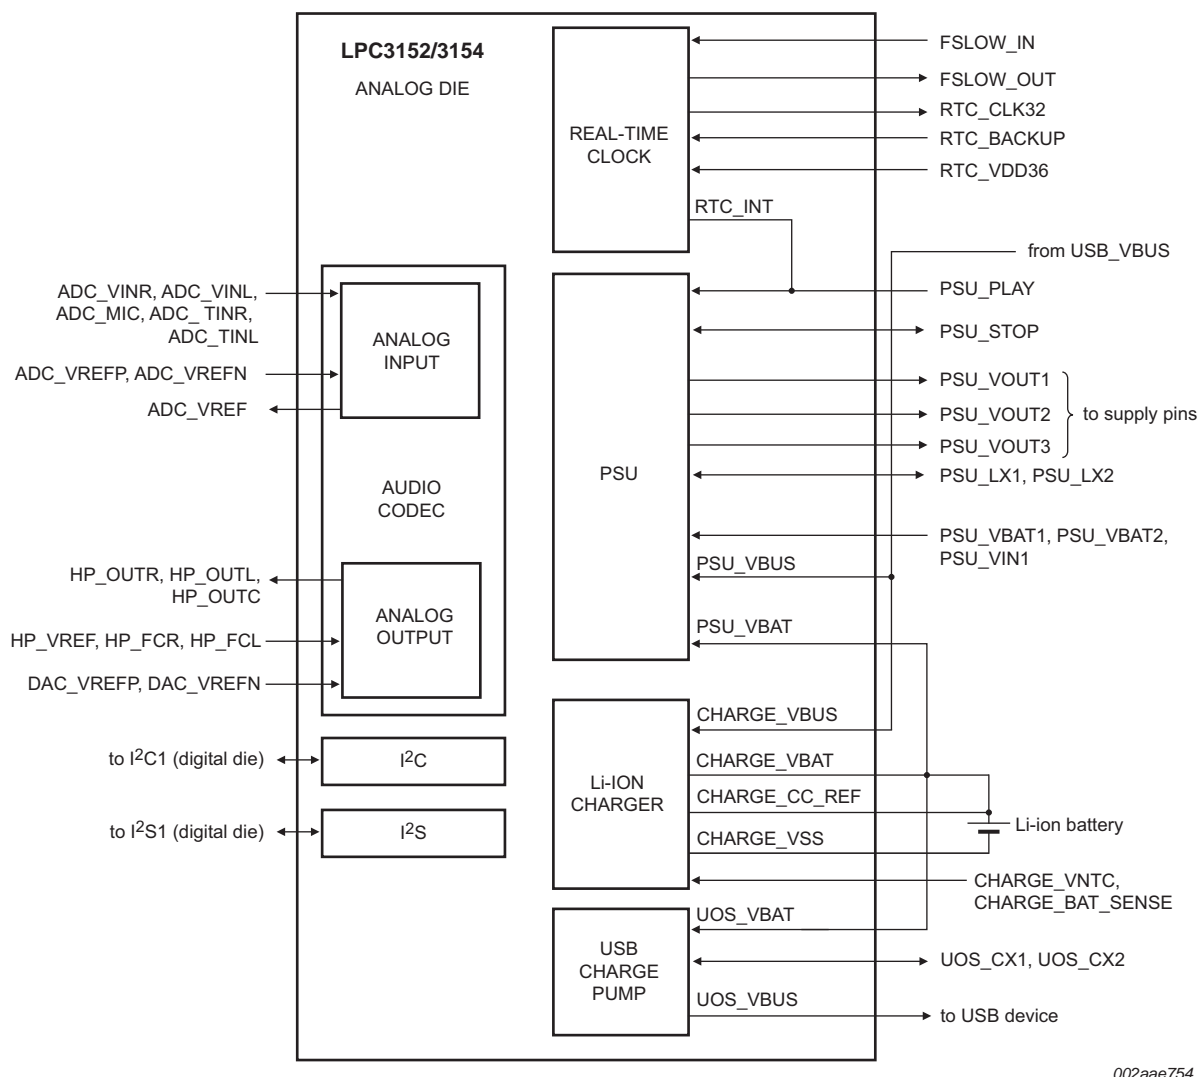 LPC3152/3154
ANALOG DIE
REAL-TIME
CLOCK
FSLOW_IN
FSLOW_OUT
RTC_CLK32
RTC_BACKUP
RTC_VDD36
RTC_INT
from USB_VBUS
ADC_VINR, ADC_VINL,
ADC_MIC, ADC_ TINR,
ADC_TINL
ADC_VREFP, ADC_VREFN
ADC_VREF
ANALOG
INPUT
AUDIO
CODEC
HP_OUTR, HP_OUTL,
HP_OUTC
HP_VREF, HP_FCR, HP_FCL
DAC_VREFP, DAC_VREFN
ANALOG
OUTPUT
PSU
PSU_PLAY
PSU_STOP
PSU_VOUT1
PSU_VOUT2
PSU_VOUT3
to supply pins
PSU_LX1, PSU_LX2
PSU_VBAT1, PSU_VBAT2,
PSU_VIN1
PSU_VBUS
PSU_VBAT
to I2C1 (digital die)
I2C
to I2S1 (digital die)
I2S
Li-ION
CHARGER
CHARGE_VBUS
CHARGE_VBAT
CHARGE_CC_REF
CHARGE_VSS
Li-ion battery
CHARGE_VNTC,
CHARGE_BAT_SENSE
USB
CHARGE
PUMP
UOS_VBAT
UOS_CX1, UOS_CX2
UOS_VBUS
to USB device
002aae754